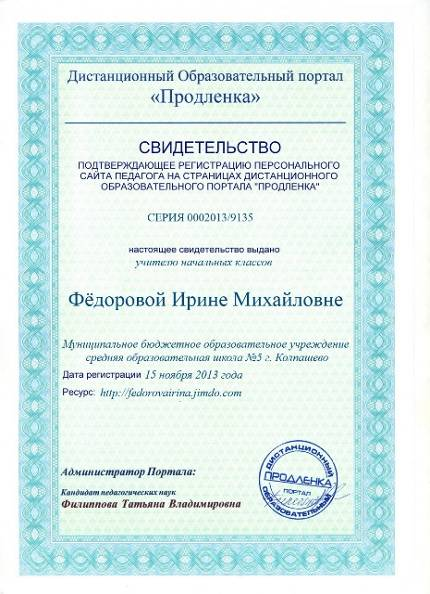 Дистанционный Образовательный портал
«Продленка»
СВИДЕТЕЛЬСТВО
ПОДТВЕРЖДАЮЩЕЕ РЕГИСТРАЦИЮ ПЕРСОНАЛЬНОГО
САЙТА ПЕДАГОГА НА СТРАНИЦАХ ДИСТАНЦИОННОГО
ОБРАЗОВАТЕЛЬНОГО ПОРТАЛА "ПРОДЛЕНКА"
СЕРИЯ 0002013/9135
настоящее свидетельство выдано
учителю начальных классов
Фёдоровой Ирине Михайловне
Муниципальное бюджетное образовательное учреждение
средняя образовательная школа №5 г. Колпашево
Дата регистрации 15 ноября 2013 года
Ресурс: http://fedorovairina.jimdo.com
Администратор Портала:
Кандидат педагогических наук
Филиппова Татьяна Владимировна
ДИСТАНЦИОННЫЙ
ПРОДЛЕНКА
ПОРТАЛ
ОБРАЗОВАТЕЛЬНЫЙ